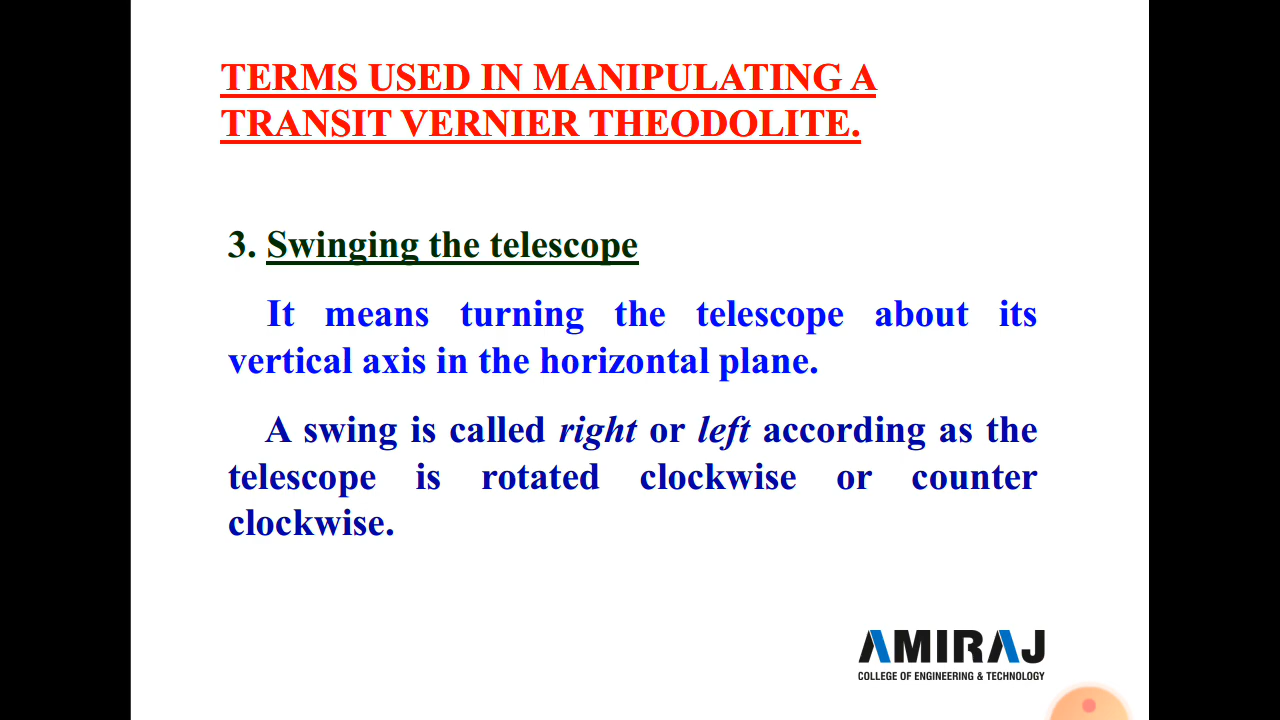 TERMS USED IN MANIPULATING A
TRANSIT VERNIER THEODOLITE.
3. Swinging the telescope
It means turning the telescope about its
vertical axis in the horizontal plane.
A swing is called right or left according as the
telescope is rotated clockwise or counter
clockwise.
AMIRAJ
COLLEGE OF ENGINEERING & TECHNOLOGY